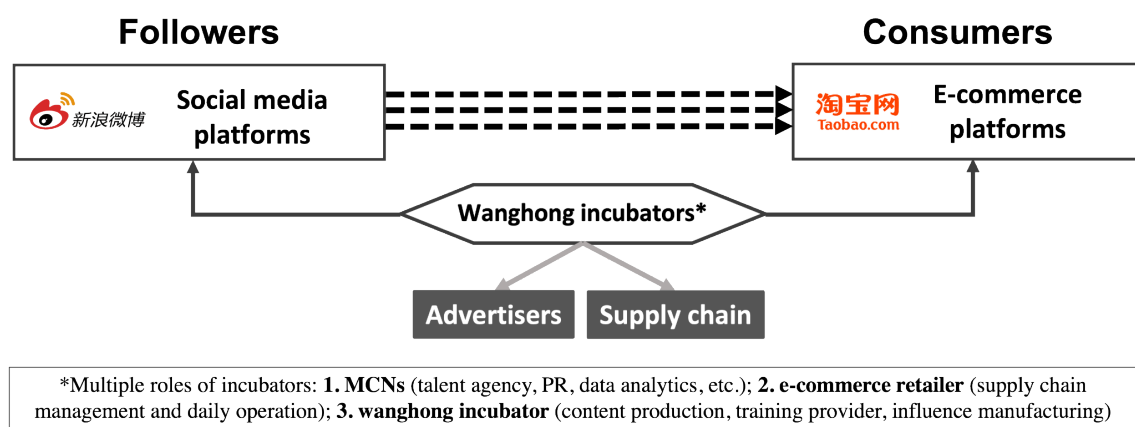 Followers
Consumers
新浪微博
Social media
platforms
淘宝网
Taobao.com
E-commerce
platforms
Wanghong incubators*
Advertisers
Supply chain
*Multiple roles of incubators: 1. MCNs (talent agency, PR, data analytics, etc.); 2. e-commerce retailer (supply chain
management and daily operation); 3. wanghong incubator (content production, training provider, influence manufacturing)